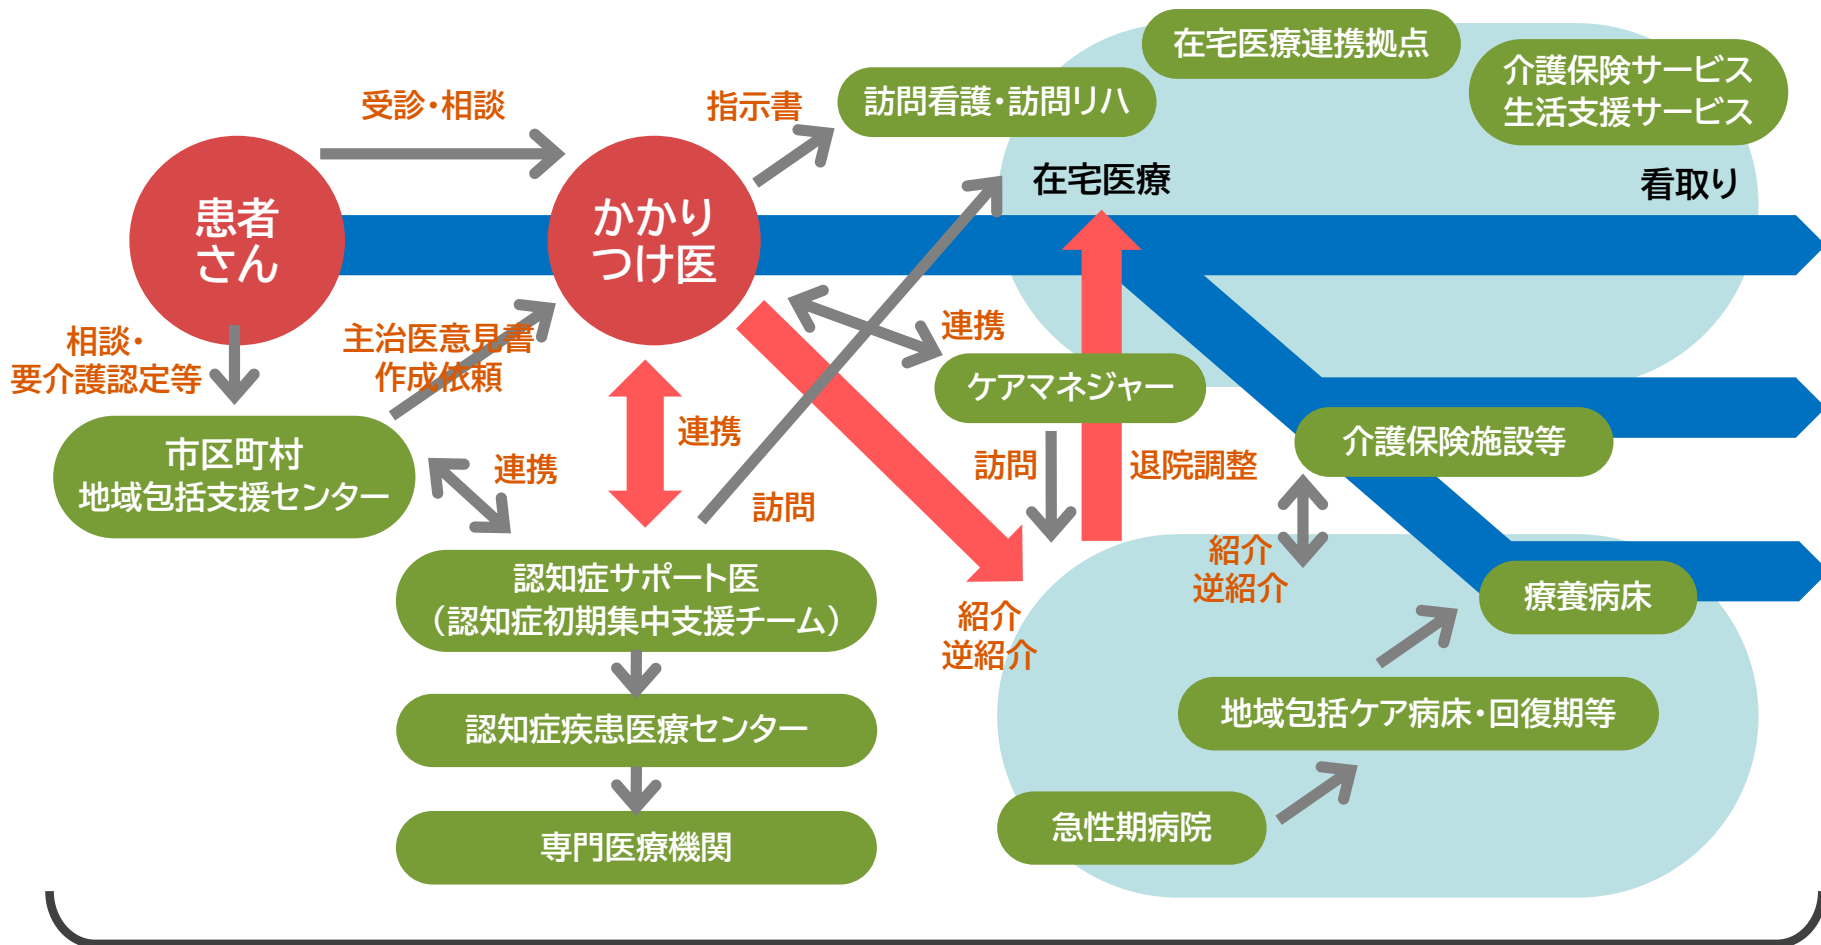 在宅医療連携拠点
介護保険サービス
生活支援サービス
訪問看護・訪問リハ
指示書
受診・相談
在宅医療
看取り
患者
さん
かかり
つけ医
相談・
要介護認定等
主治医意見書
作成依頼
連携
ケアマネジャー
連携
市区町村
地域包括支援センター
連携
訪問
訪問
退院調整
介護保険施設等
紹介
逆紹介
認知症サポート医
（認知症初期集中支援チーム）
紹介
逆紹介
療養病床
認知症疾患医療センター
地域包括ケア病床・回復期等
専門医療機関
急性期病院